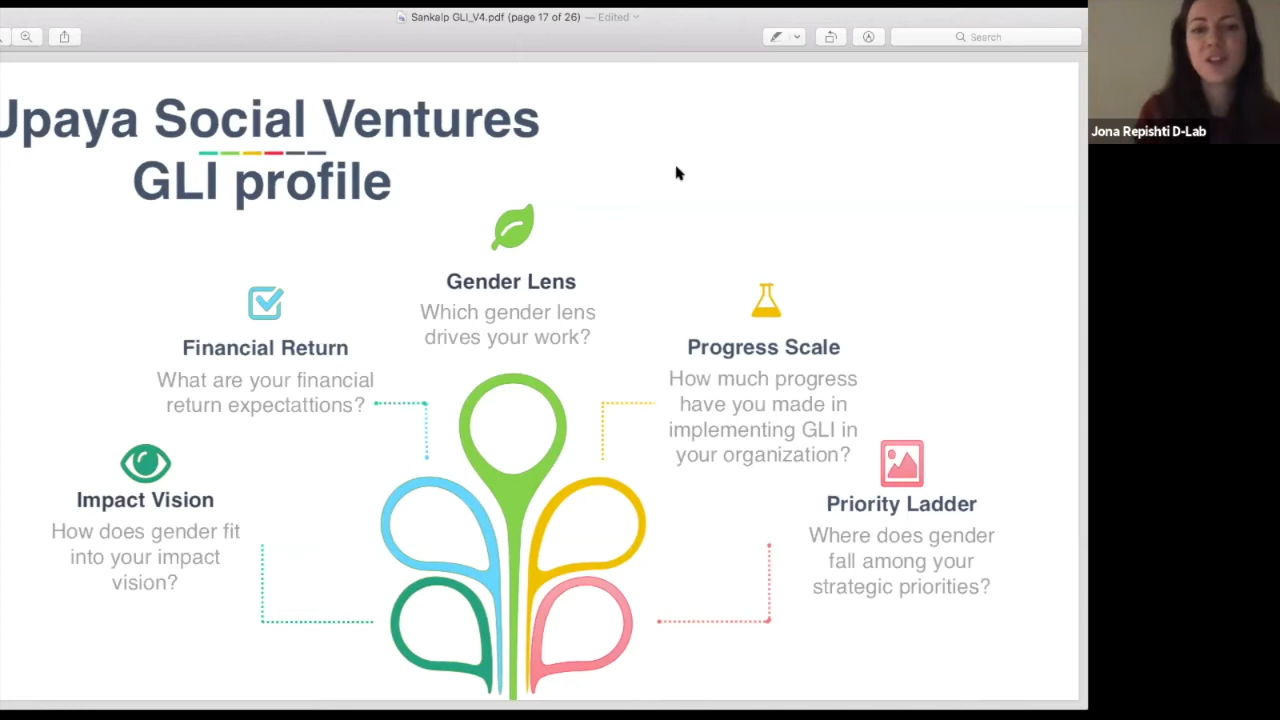 Sankalp GLI_V4.pdf (page 17 of 26) — Edited
Search
Jona Repishti D-Lab
Upaya Social Ventures
GLI profile
Gender Lens
Which gender lens
drives your work?
Financial Return
What are your financial
return expectattions?
Progress Scale
How much progress
have you made in
implementing GLI in
your organization?
Impact Vision
How does gender fit
into your impact
vision?
Priority Ladder
Where does gender
fall among your
strategic priorities?